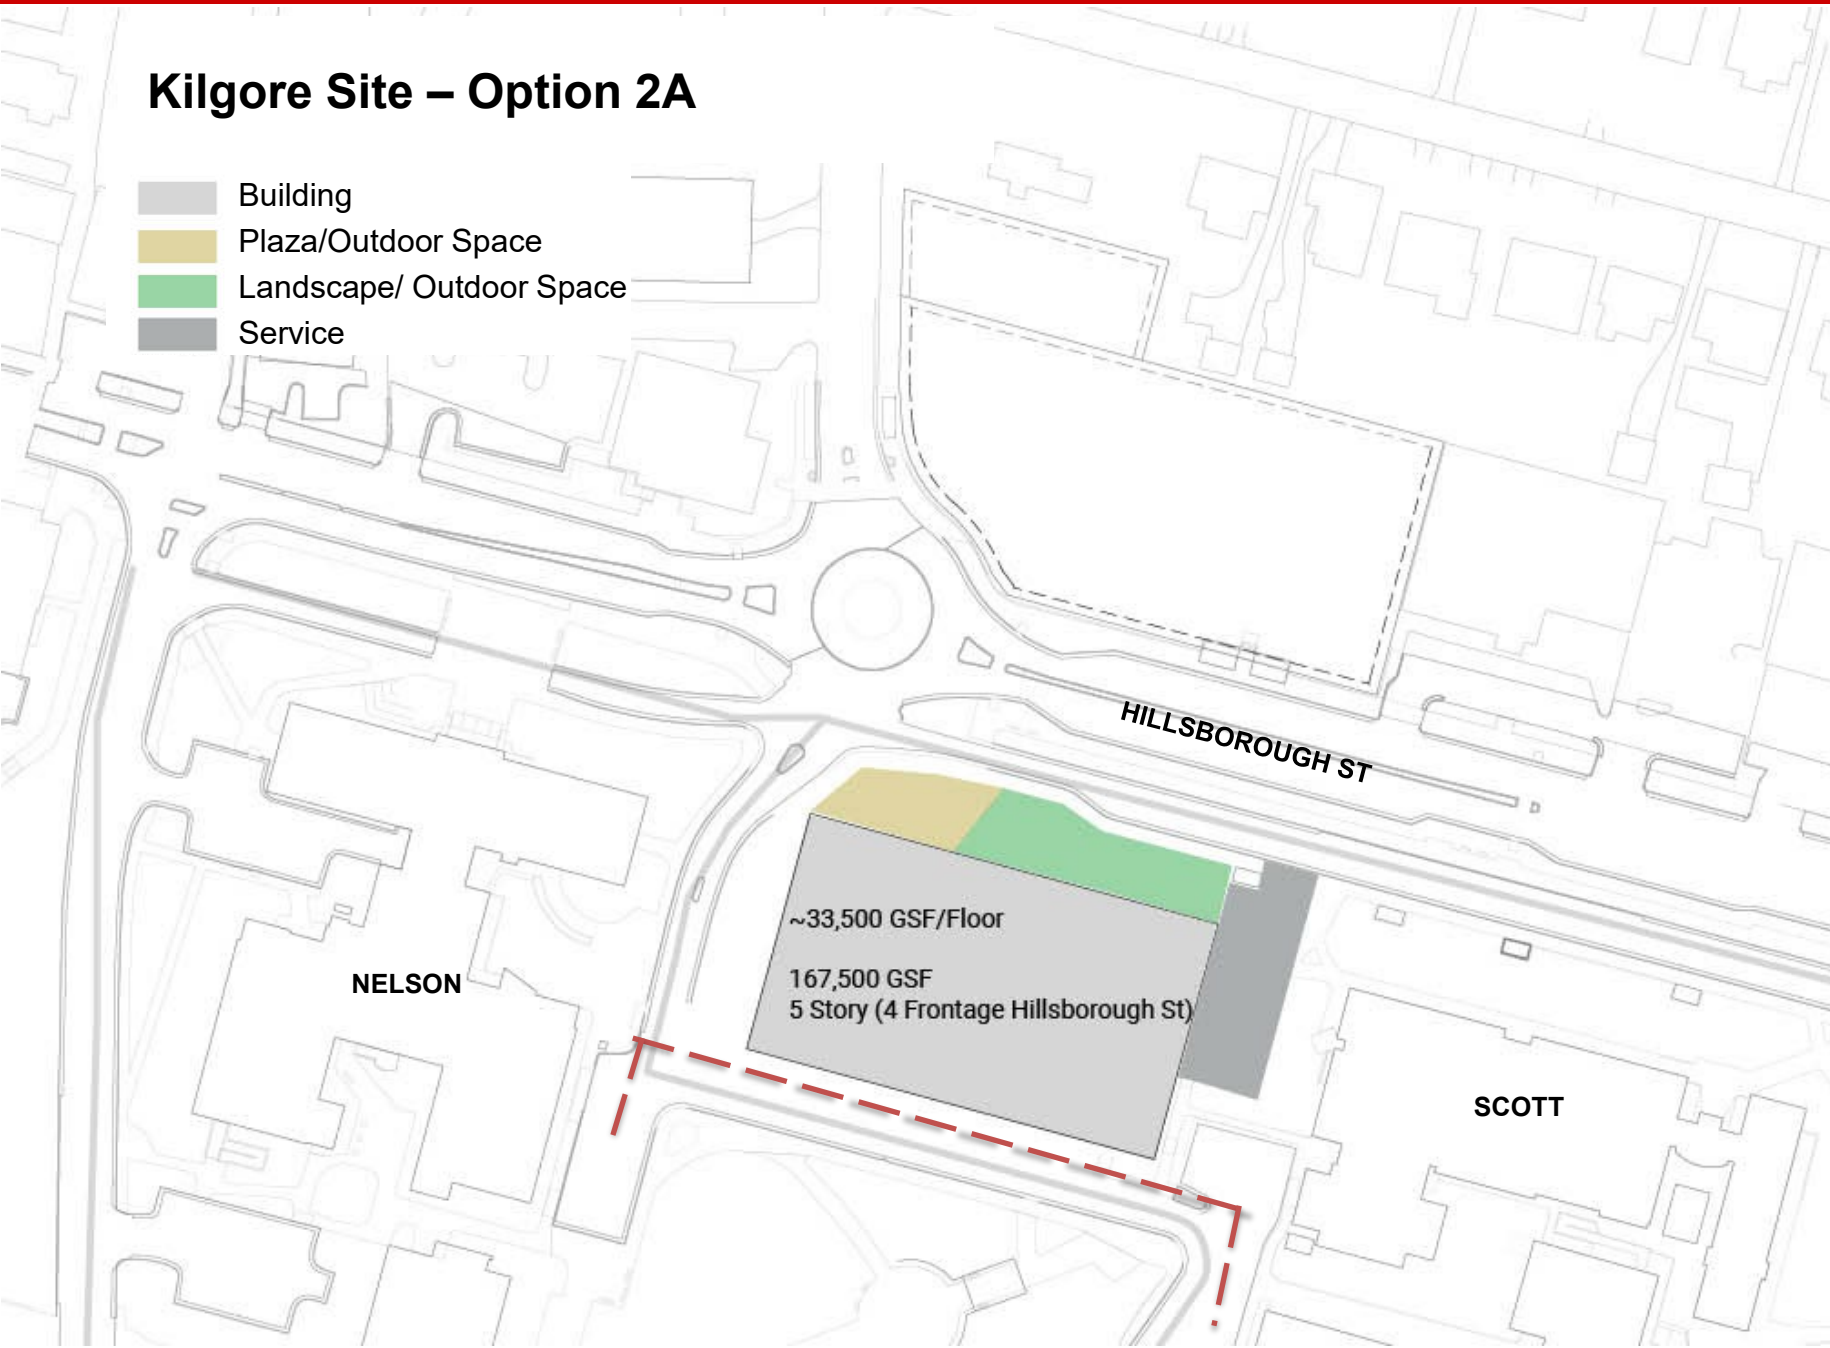 Kilgore Site – Option 2A
Building
Plaza/Outdoor Space
Landscape/ Outdoor Space
Service
HILLSBOROUGH ST
~33,500 GSF/Floor
167,500 GSF
5 Story (4 Frontage Hillsborough St)
NELSON
SCOTT